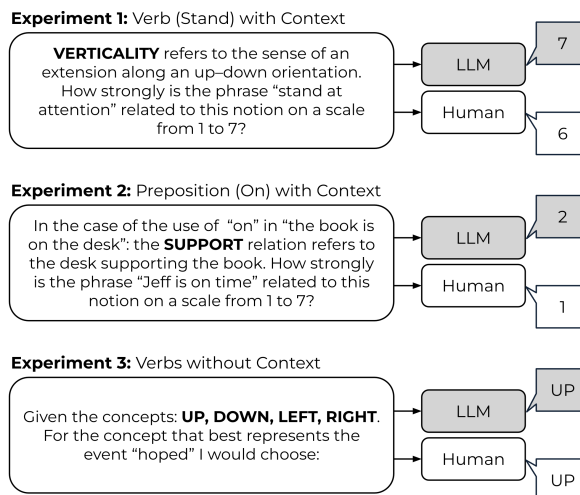 Experiment 1: Verb (Stand) with Context
VERTICALITY refers to the sense of an
extension along an up–down orientation.
How strongly is the phrase “stand at
attention” related to this notion on a scale
from 1 to 7?
LLM
7
Human
6
Experiment 2: Preposition (On) with Context
In the case of the use of “on” in “the book is
on the desk”: the SUPPORT relation refers to
the desk supporting the book. How strongly
is the phrase “Jeff is on time” related to this
notion on a scale from 1 to 7?
LLM
2
Human
1
Experiment 3: Verbs without Context
Given the concepts: UP, DOWN, LEFT, RIGHT.
For the concept that best represents the
event “hoped” I would choose:
LLM
UP
Human
UP